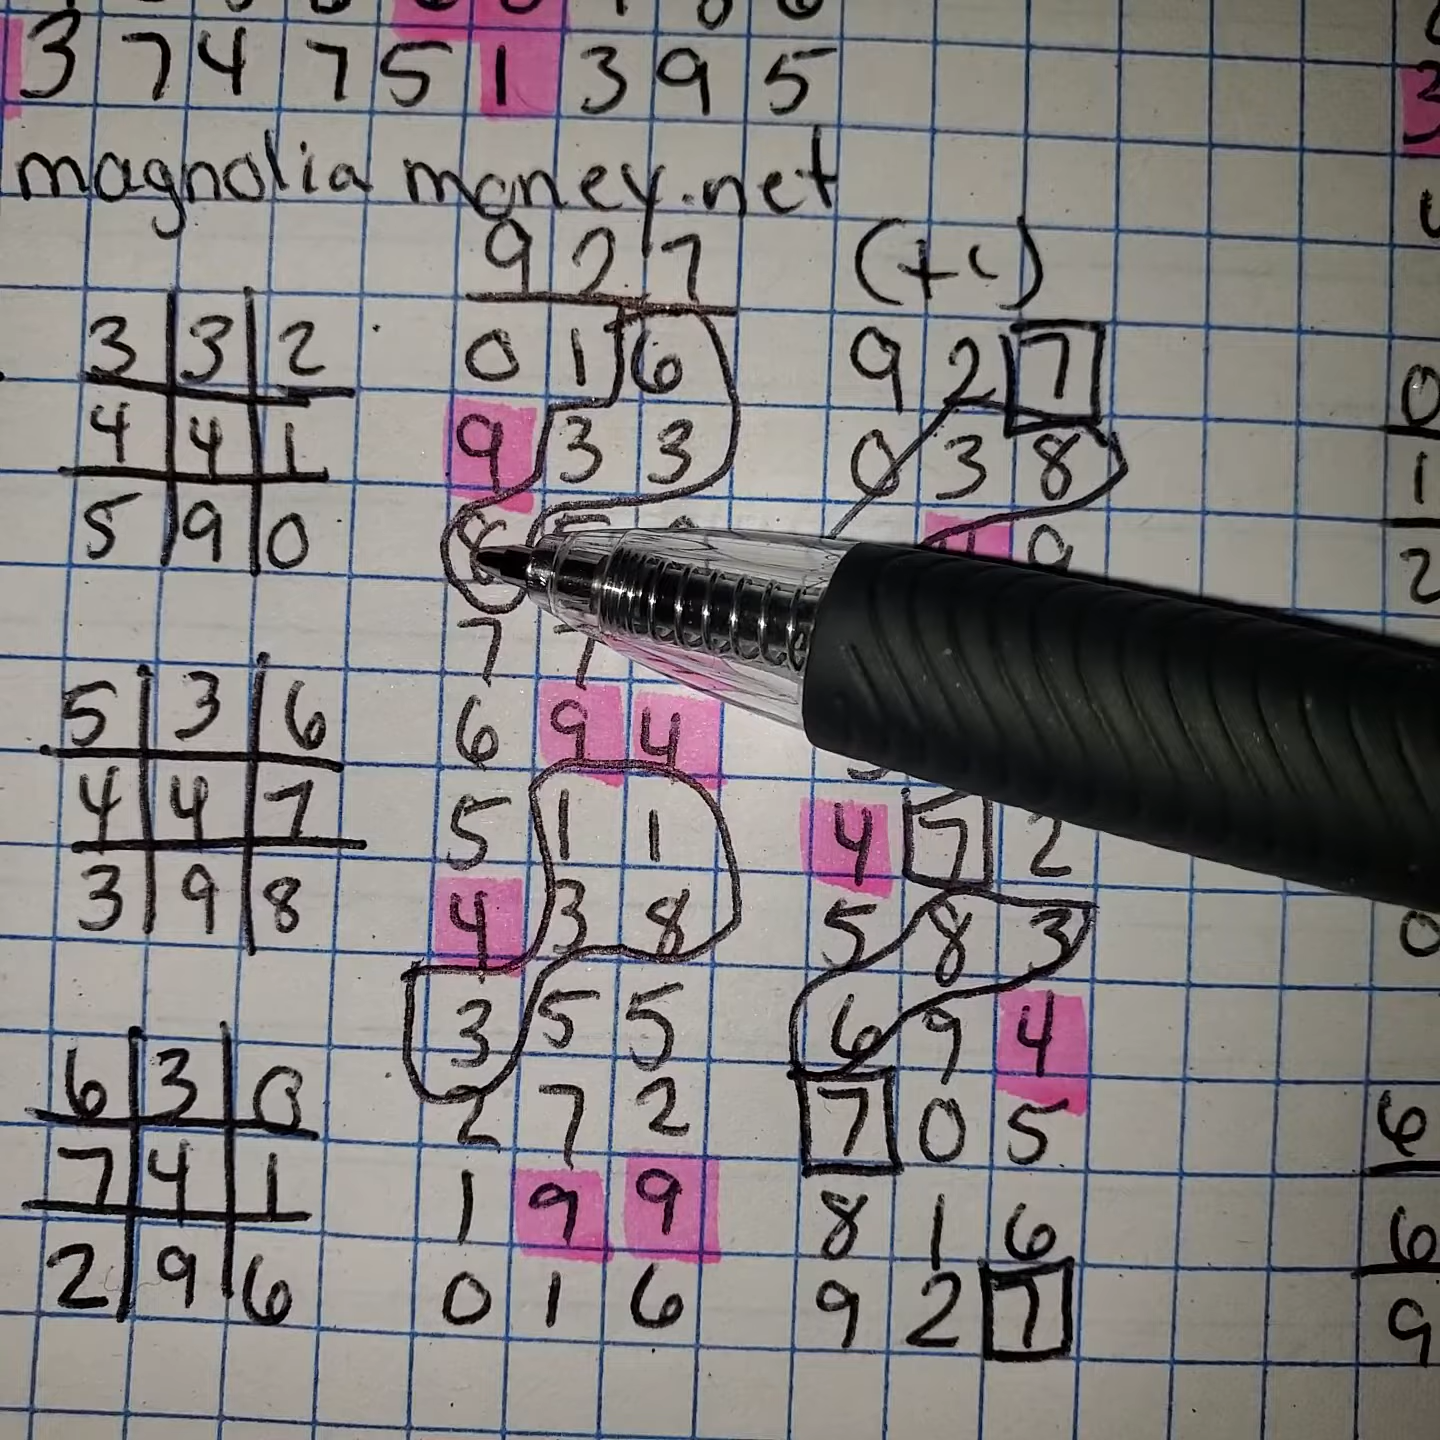 3 7 4 7 5 1 3 9 5
magnolia money.net
9 2 7 (+1)
3 3 2 0 1 6 9 2 7
4 4 1 9 3 3 0 3 8
5 9 0 8
7 7
5 3 6 6 9 4
4 4 7 5 1 1 4 7 2
3 9 8 4 3 8 5 8 3
3 5 5 6 9 4
6 3 0 2 7 2 7 0 5
7 4 1 1 9 9 8 1 6
2 9 6 0 1 6 9 2 7